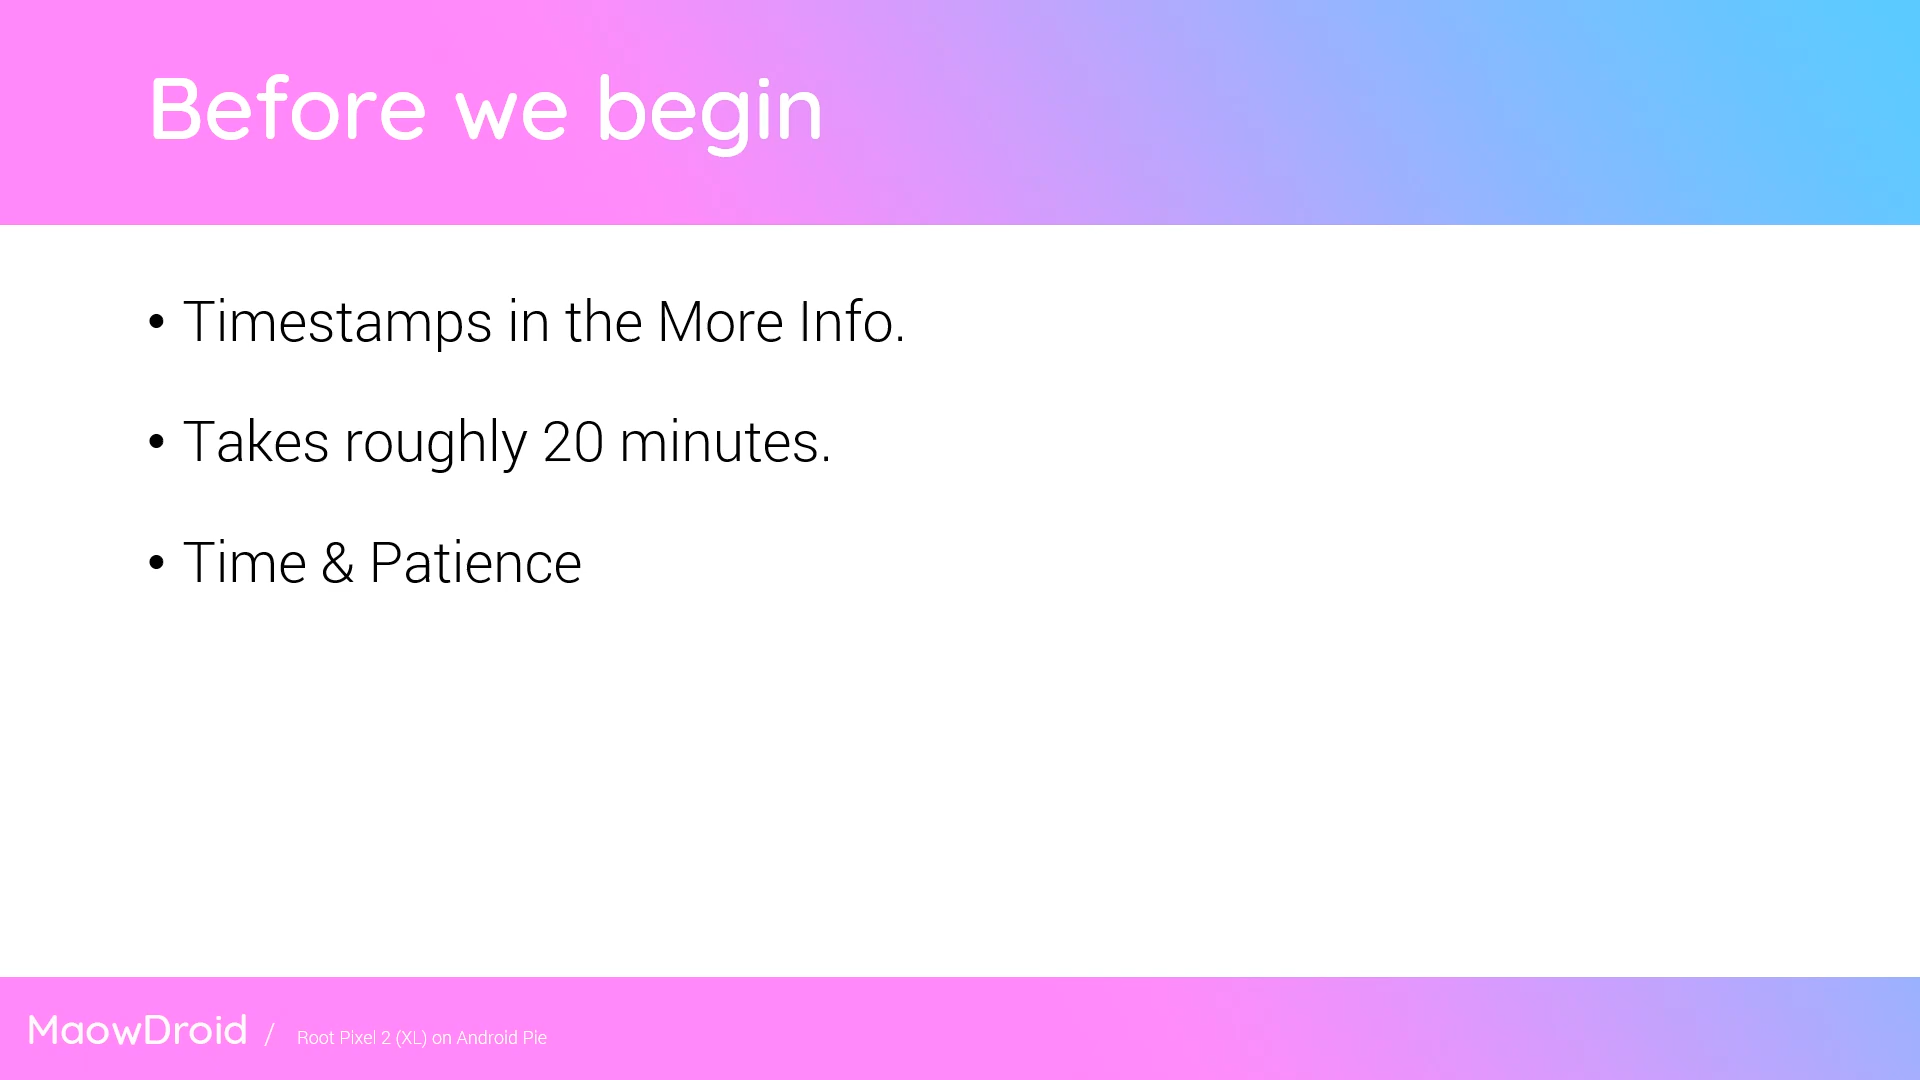 Before we begin
• Timestamps in the More Info.
• Takes roughly 20 minutes.
• Time & Patience
MaowDroid / Root Pixel 2 (XL) on Android Pie